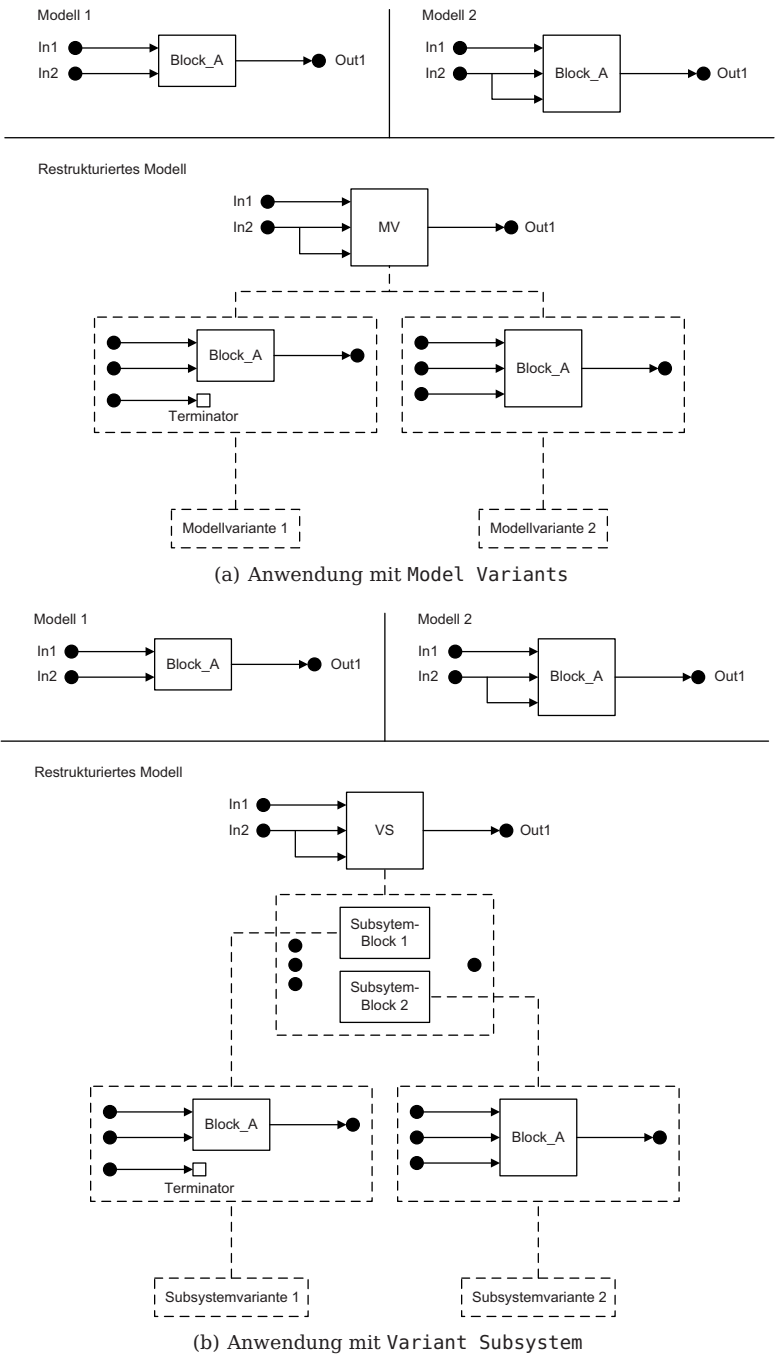 Modell 1
Modell 2
In1
In2
Block_A
Out1
In1
In2
Block_A
Out1
Restrukturiertes Modell
In1
In2
MV
Out1
Block_A
Terminator
Block_A
Modellvariante 1
Modellvariante 2
(a) Anwendung mit Model Variants
Modell 1
Modell 2
In1
In2
Block_A
Out1
In1
In2
Block_A
Out1
Restrukturiertes Modell
In1
In2
VS
Out1
Subsytem-
Block 1
Subsytem-
Block 2
Block_A
Terminator
Block_A
Subsystemvariante 1
Subsystemvariante 2
(b) Anwendung mit Variant Subsystem